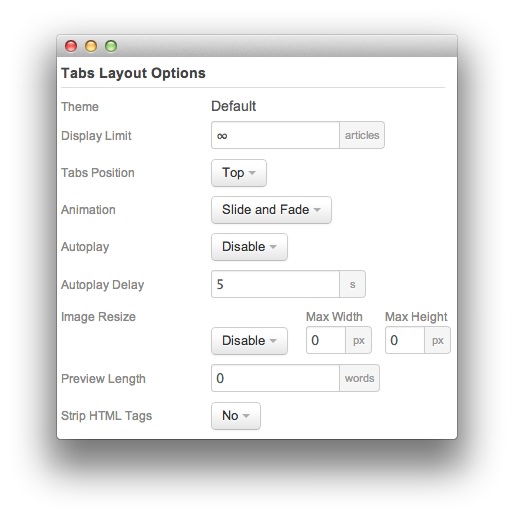 Tabs Layout Options
Theme Default
Display Limit ∞ articles
Tabs Position Top
Animation Slide and Fade
Autoplay Disable
Autoplay Delay 5 s
Image Resize Max Width Max Height
Disable 0 px 0 px
Preview Length 0 words
Strip HTML Tags No